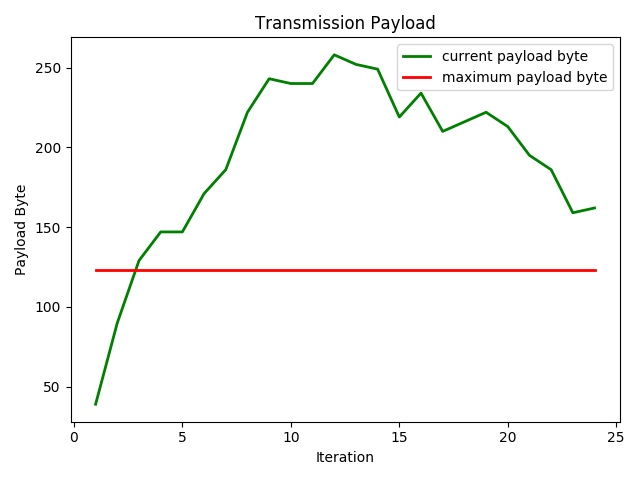 Transmission Payload
current payload byte
maximum payload byte
Payload Byte
250
200
150
100
50
0 5 10 15 20 25
Iteration